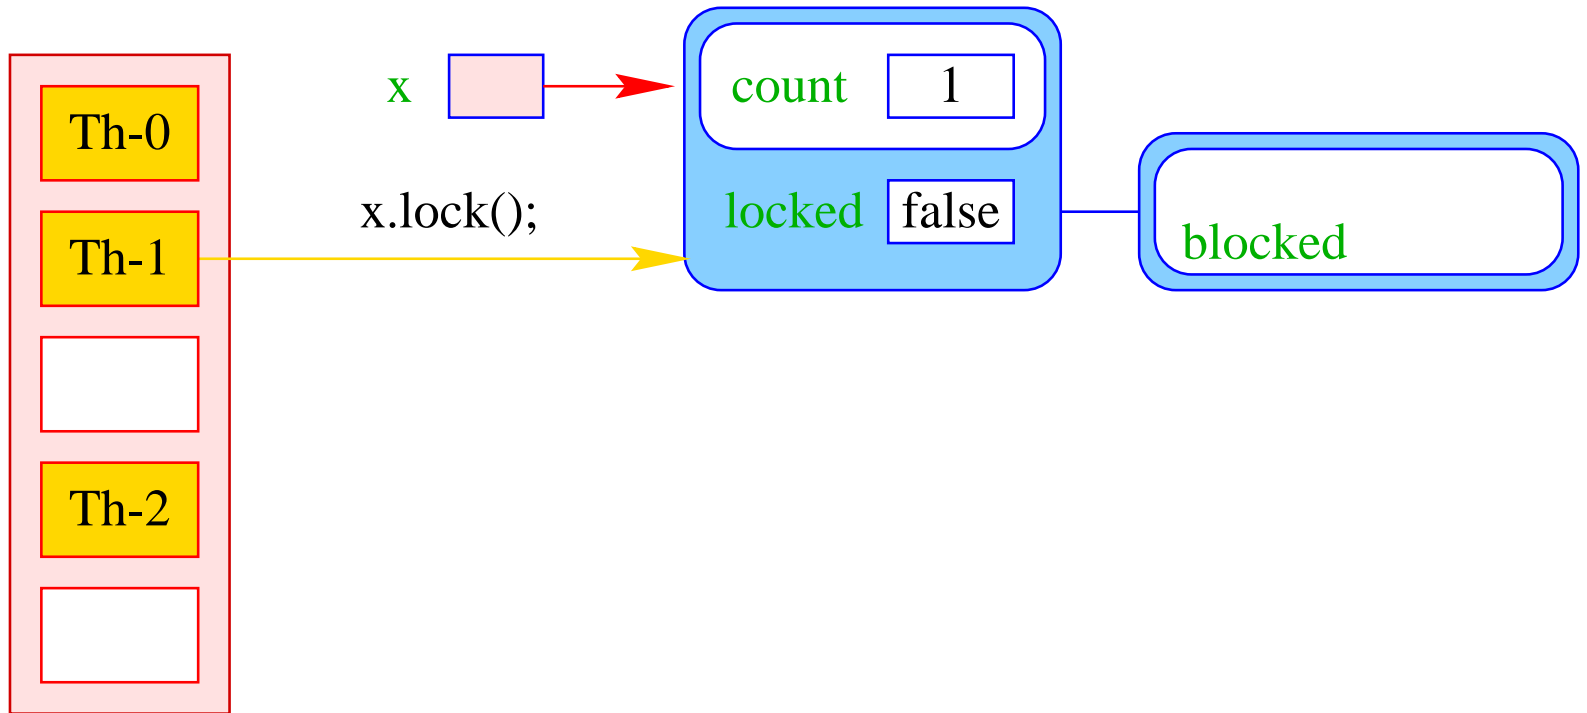 x
count 1
Th-0
x.lock();
locked false
blocked
Th-1
Th-2